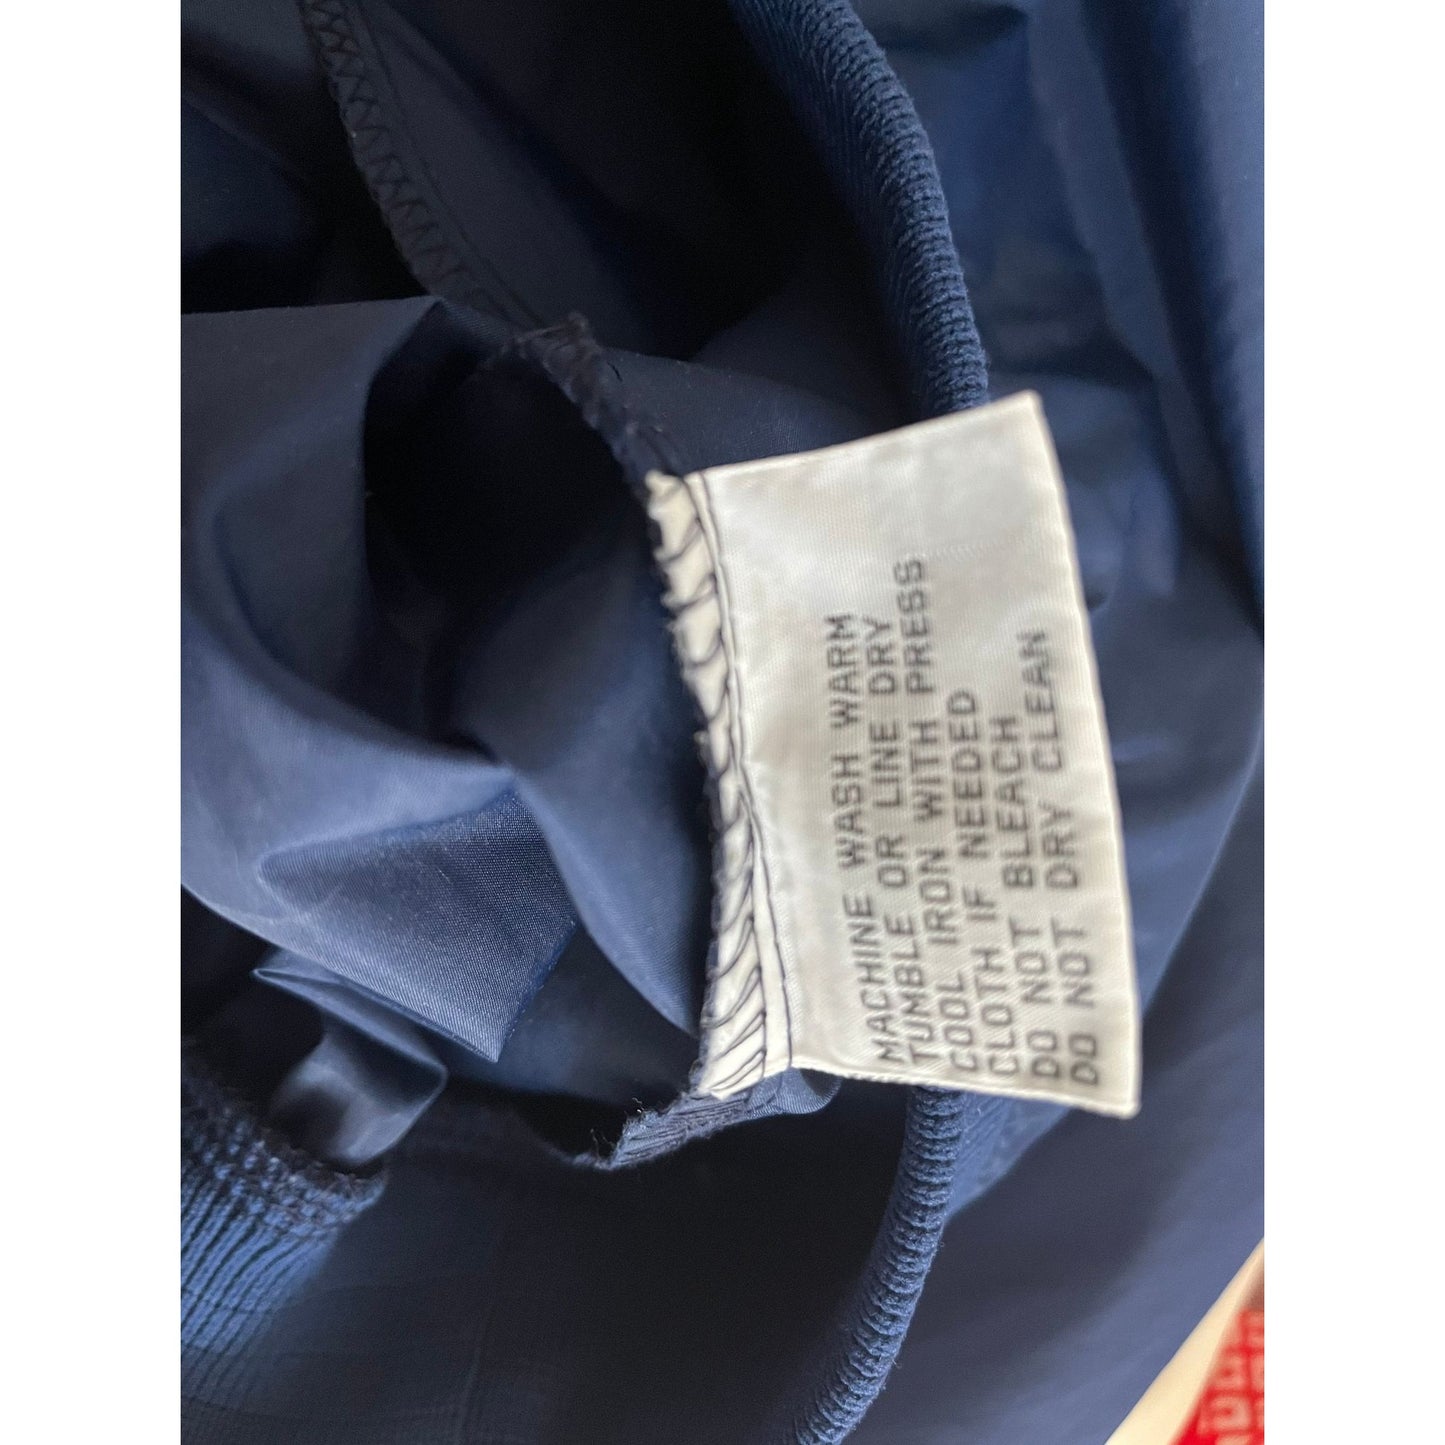 MACHINE WASH WARM
TUMBLE OR LINE DRY
COOL IRON WITH PRESS
CLOTH IF NEEDED
DO NOT BLEACH
DO NOT DRY CLEAN